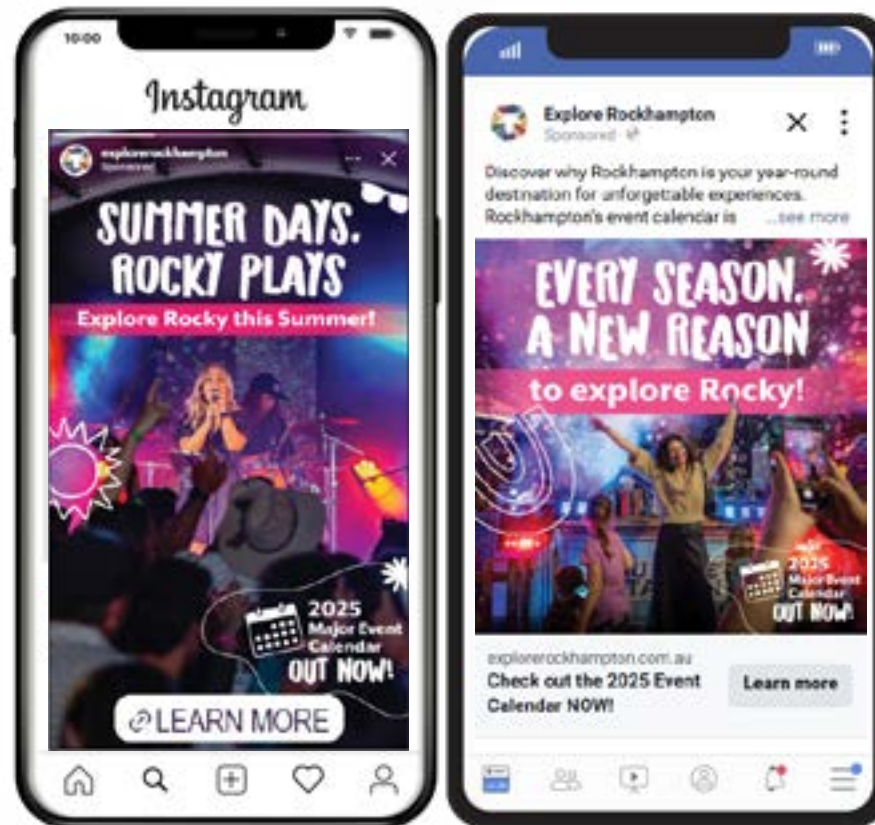 10:00
Instagram
explorerockhampton
Sponsored
SUMMER DAYS.
ROCKY PLAYS
Explore Rocky this Summer!
2025
Major Event
Calendar
OUT NOW!
LEARN MORE
Explore Rockhampton
Sponsored
Discover why Rockhampton is your year-round
destination for unforgettable experiences.
Rockhampton's event calendar is ...see more
EVERY SEASON.
A NEW REASON
to explore Rocky!
2025
Major Event
Calendar
OUT NOW!
explorerockhampton.com.au
Check out the 2025 Event
Calendar NOW!
Learn more